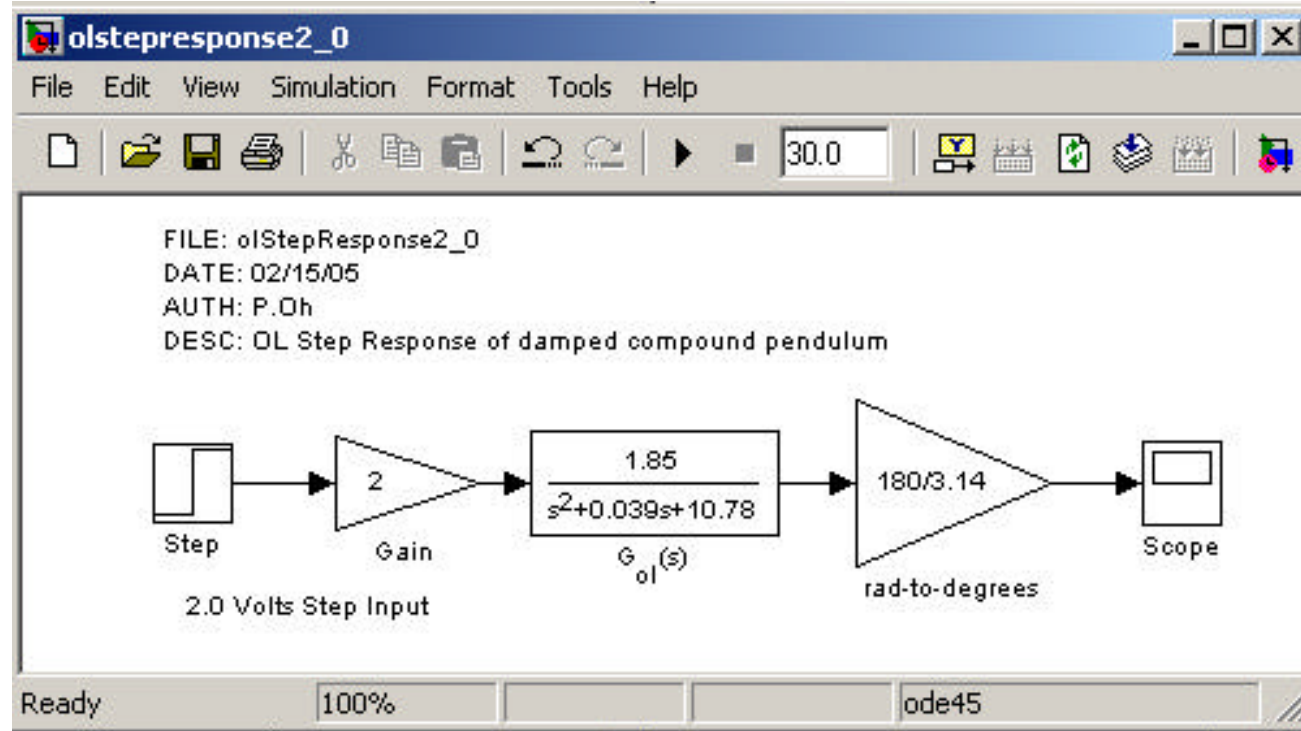 olstepresponse2_0
File Edit View Simulation Format Tools Help
30.0
FILE: olStepResponse2_0
DATE: 02/15/05
AUTH: P.Oh
DESC: OL Step Response of damped compound pendulum
2
1.85
s²+0.039s+10.78
180/3.14
Step
Gain
G_ol(s)
rad-to-degrees
Scope
2.0 Volts Step Input
Ready 100% ode45